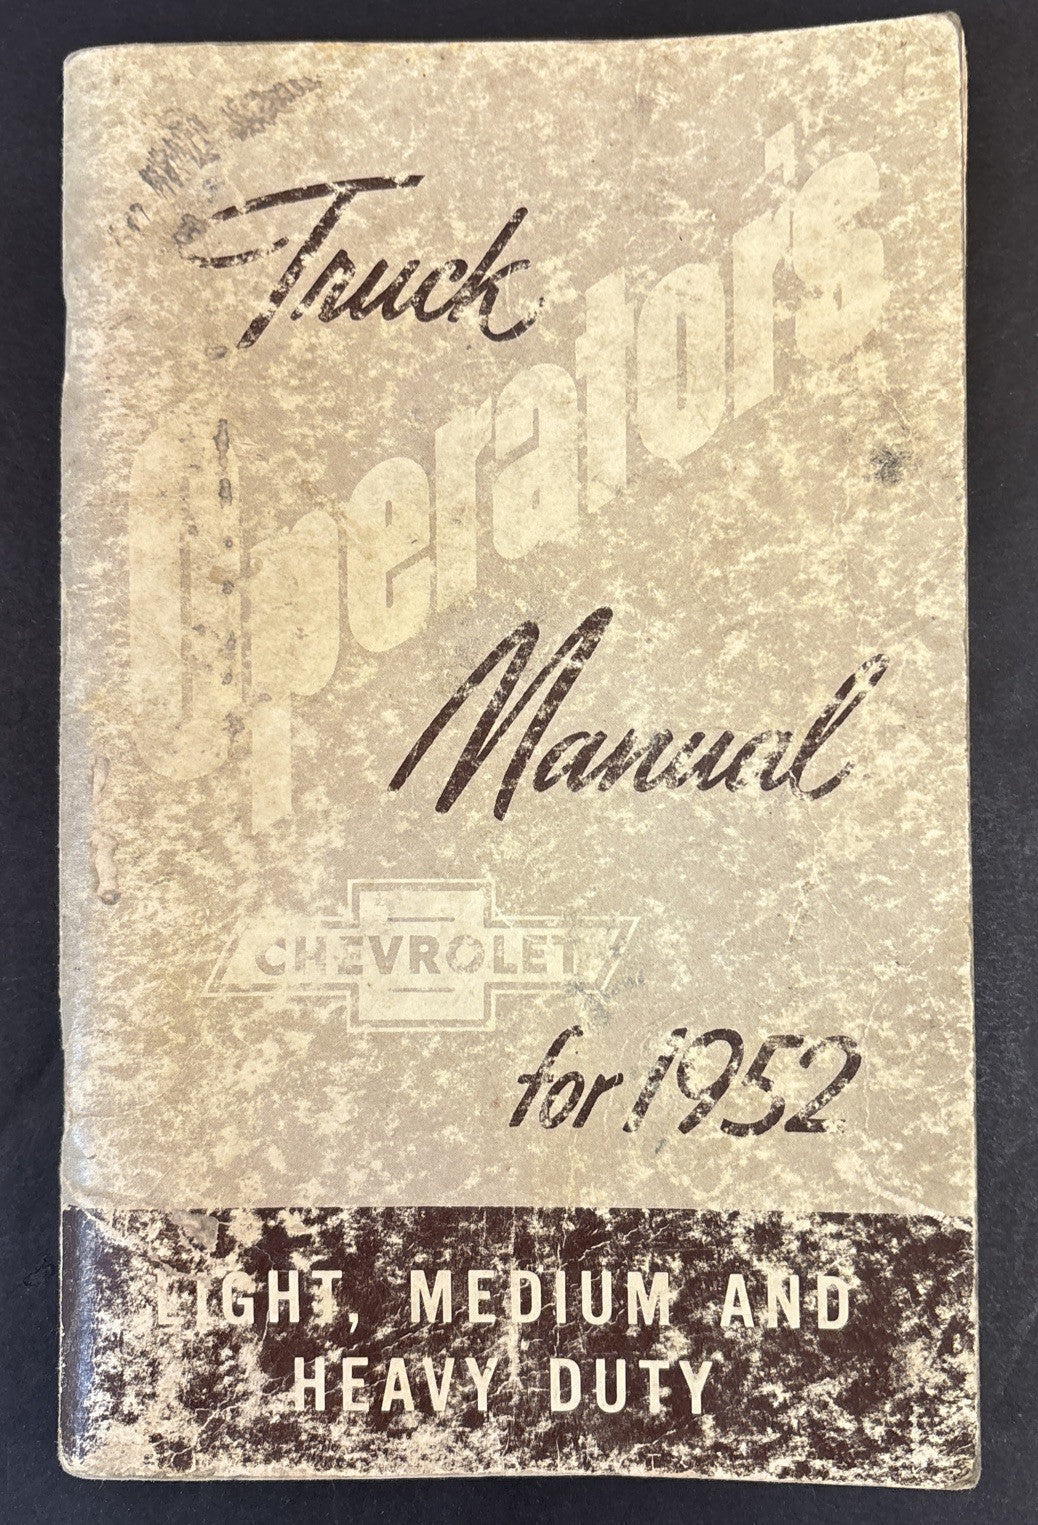 Truck
Operator's
Manual
CHEVROLET
for 1952
LIGHT, MEDIUM AND
HEAVY DUTY